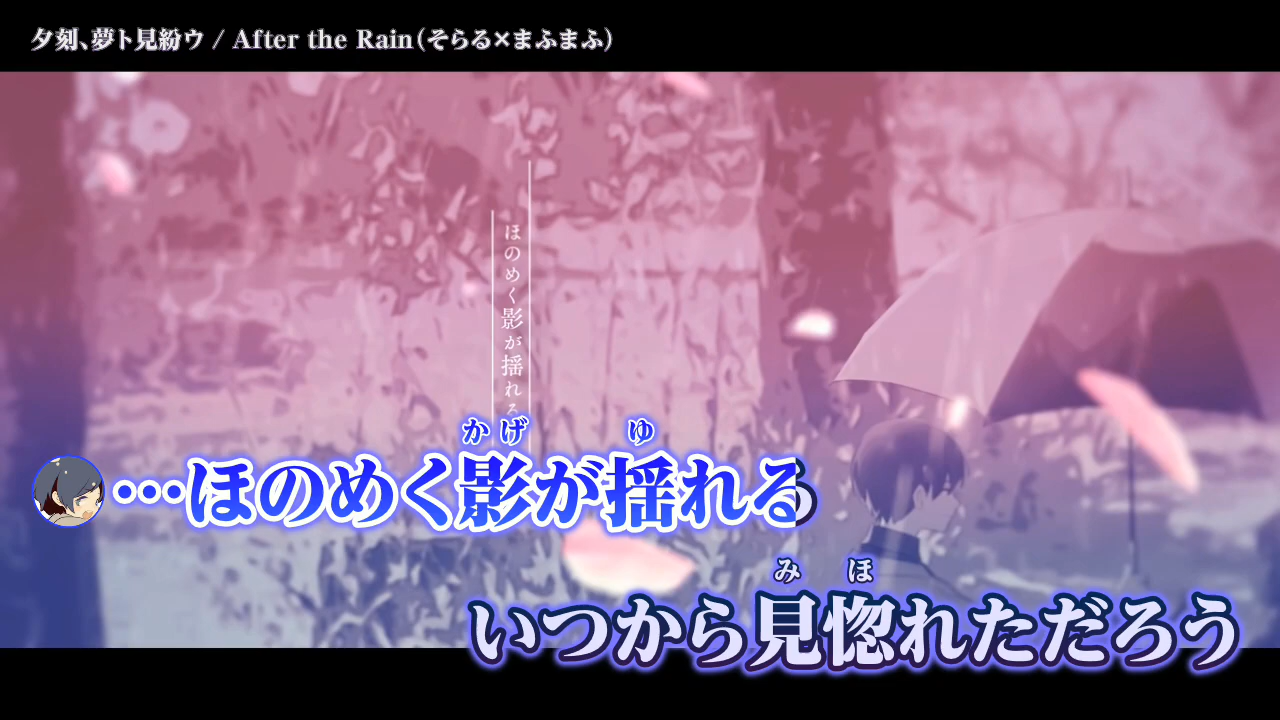 夕刻、夢ト見紛ウ / After the Rain(そらる×まふまふ)
ほのめく影が揺れる
かげ ゆ
…ほのめく影が揺れる
み ほ
いつから見惚れただろう